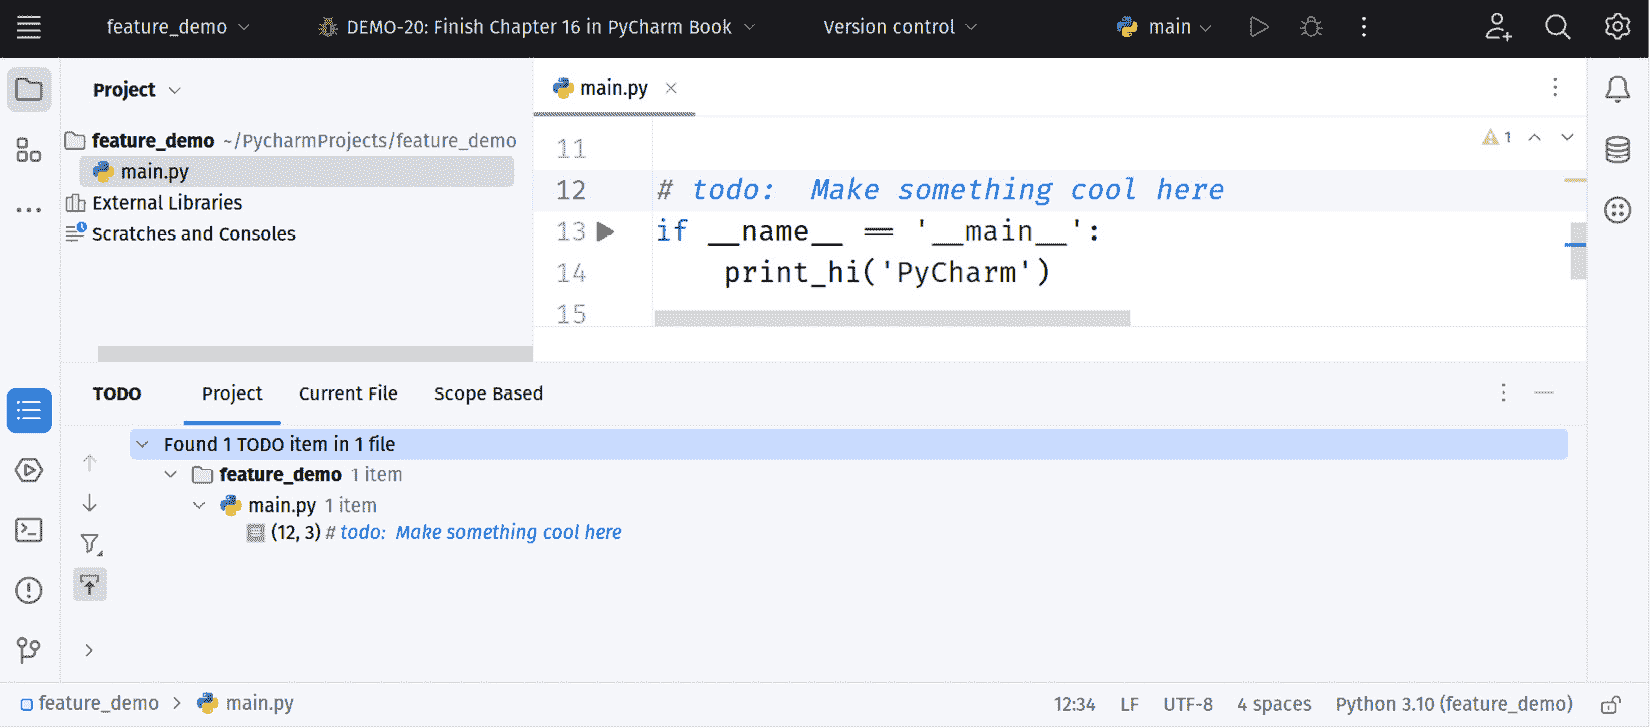 feature_demo DEMO-20: Finish Chapter 16 in PyCharm Book Version control main
Project
feature_demo ~/PycharmProjects/feature_demo
main.py
External Libraries
Scratches and Consoles
main.py
1
11
12 # todo:  Make something cool here
13 if __name__ == '__main__':
14 print_hi('PyCharm')
15
TODO Project Current File Scope Based
Found 1 TODO item in 1 file
feature_demo 1 item
main.py 1 item
(12, 3) # todo:  Make something cool here
feature_demo > main.py 12:34 LF UTF-8 4 spaces Python 3.10 (feature_demo)